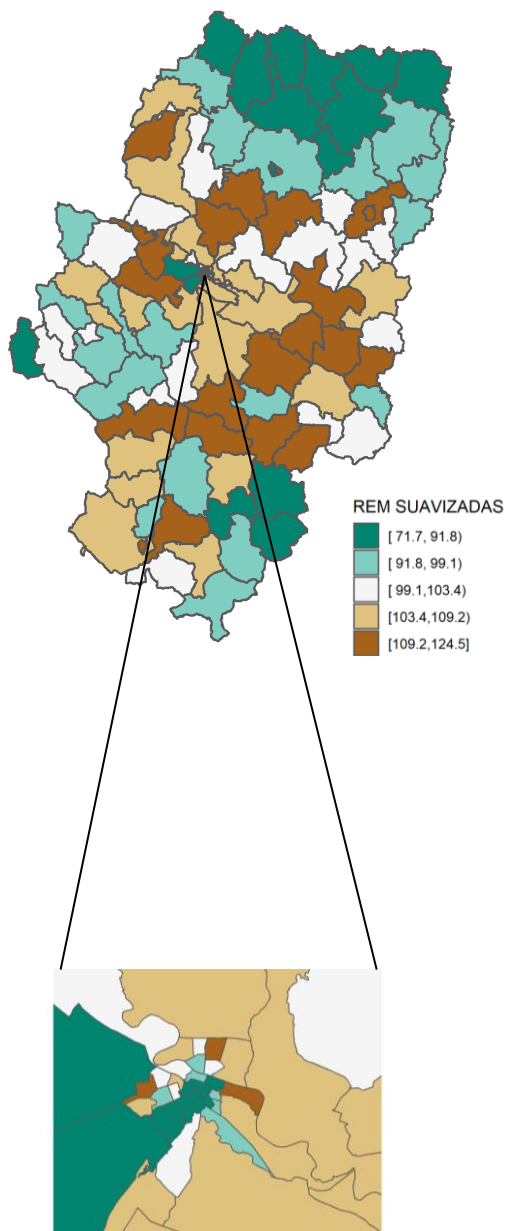 REM SUAVIZADAS
[ 71.7, 91.8)
[ 91.8, 99.1)
[ 99.1,103.4)
[103.4,109.2)
[109.2,124.5]